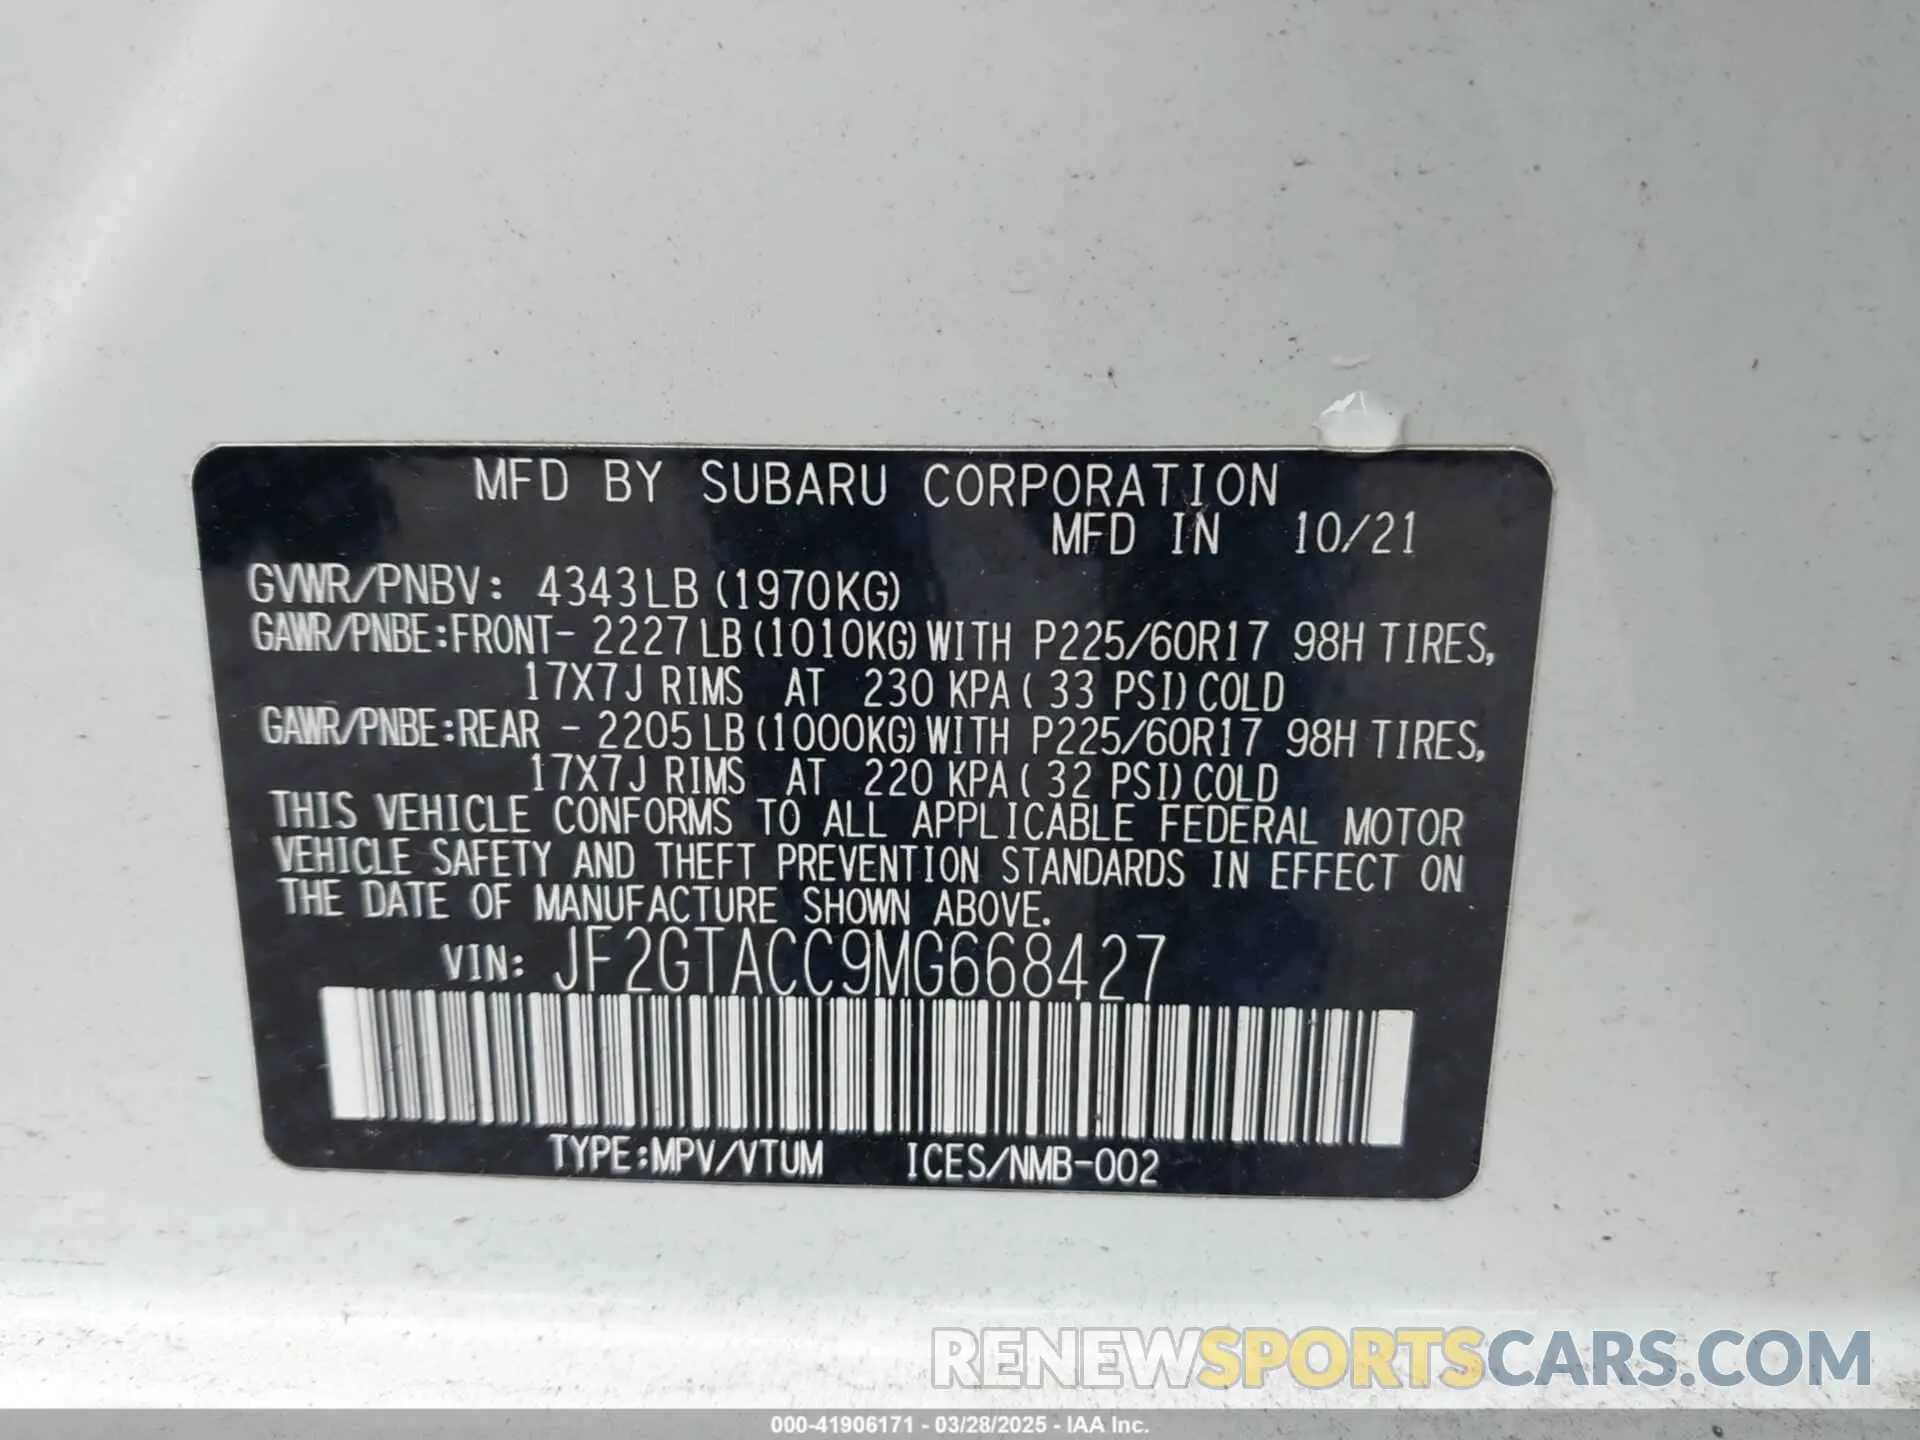 MFD BY SUBARU CORPORATION
MFD IN 10/21
GVWR/PNBV: 4343LB (1970KG)
GAWR/PNBE:FRONT- 2227LB (1010KG) WITH P225/60R17 98H TIRES,
17X7J RIMS AT 230 KPA ( 33 PSI) COLD
GAWR/PNBE:REAR - 2205LB (1000KG) WITH P225/60R17 98H TIRES,
17X7J RIMS AT 220 KPA ( 32 PSI) COLD
THIS VEHICLE CONFORMS TO ALL APPLICABLE FEDERAL MOTOR
VEHICLE SAFETY AND THEFT PREVENTION STANDARDS IN EFFECT ON
THE DATE OF MANUFACTURE SHOWN ABOVE.
VIN: JF2GTACC9MG668427
TYPE:MPV/VTUM ICES/NMB-002
RENEWSPORTSCARS.COM
000-41906171 - 03/28/2025 - IAA Inc.